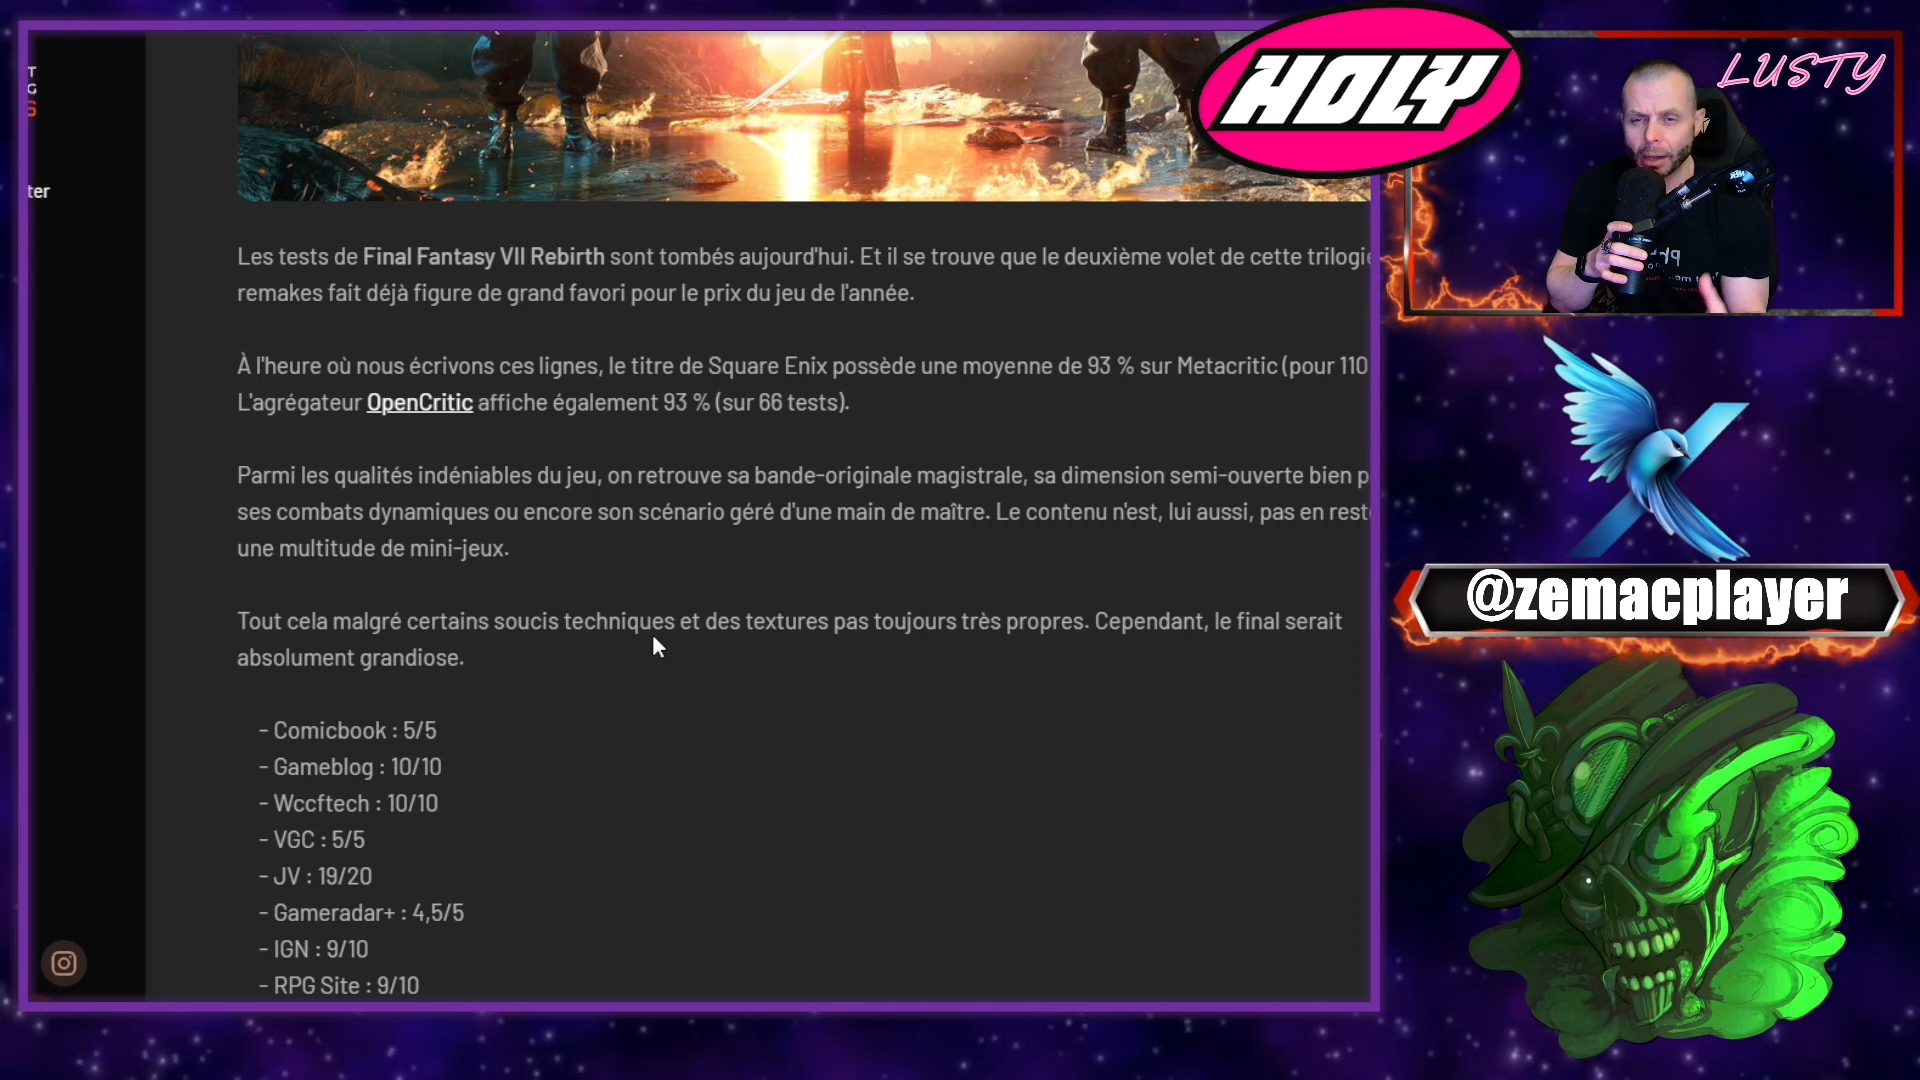 T
G
S
ter
HOLY
LUSTY
Les tests de Final Fantasy VII Rebirth sont tombés aujourd'hui. Et il se trouve que le deuxième volet de cette trilogie
remakes fait déjà figure de grand favori pour le prix du jeu de l'année.
À l'heure où nous écrivons ces lignes, le titre de Square Enix possède une moyenne de 93 % sur Metacritic (pour 110
L'agrégateur OpenCritic affiche également 93 % (sur 66 tests).
Parmi les qualités indéniables du jeu, on retrouve sa bande-originale magistrale, sa dimension semi-ouverte bien p
ses combats dynamiques ou encore son scénario géré d'une main de maître. Le contenu n'est, lui aussi, pas en reste
une multitude de mini-jeux.
Tout cela malgré certains soucis techniques et des textures pas toujours très propres. Cependant, le final serait
absolument grandiose.
- Comicbook : 5/5
- Gameblog : 10/10
- Wccftech : 10/10
- VGC : 5/5
- JV : 19/20
- Gameradar+ : 4,5/5
- IGN : 9/10
- RPG Site : 9/10
@zemacplayer